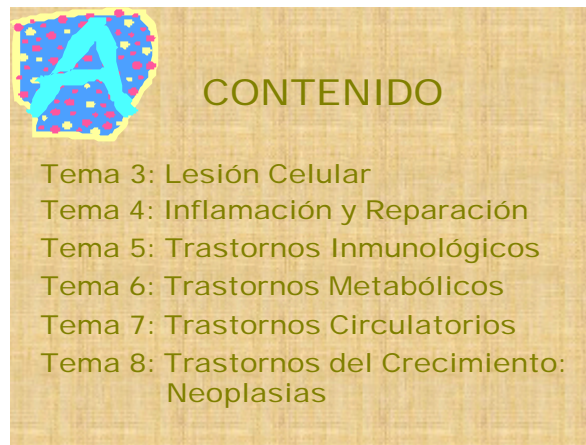 A
CONTENIDO
Tema 3: Lesión Celular
Tema 4: Inflamación y Reparación
Tema 5: Trastornos Inmunológicos
Tema 6: Trastornos Metabólicos
Tema 7: Trastornos Circulatorios
Tema 8: Trastornos del Crecimiento:
Neoplasias